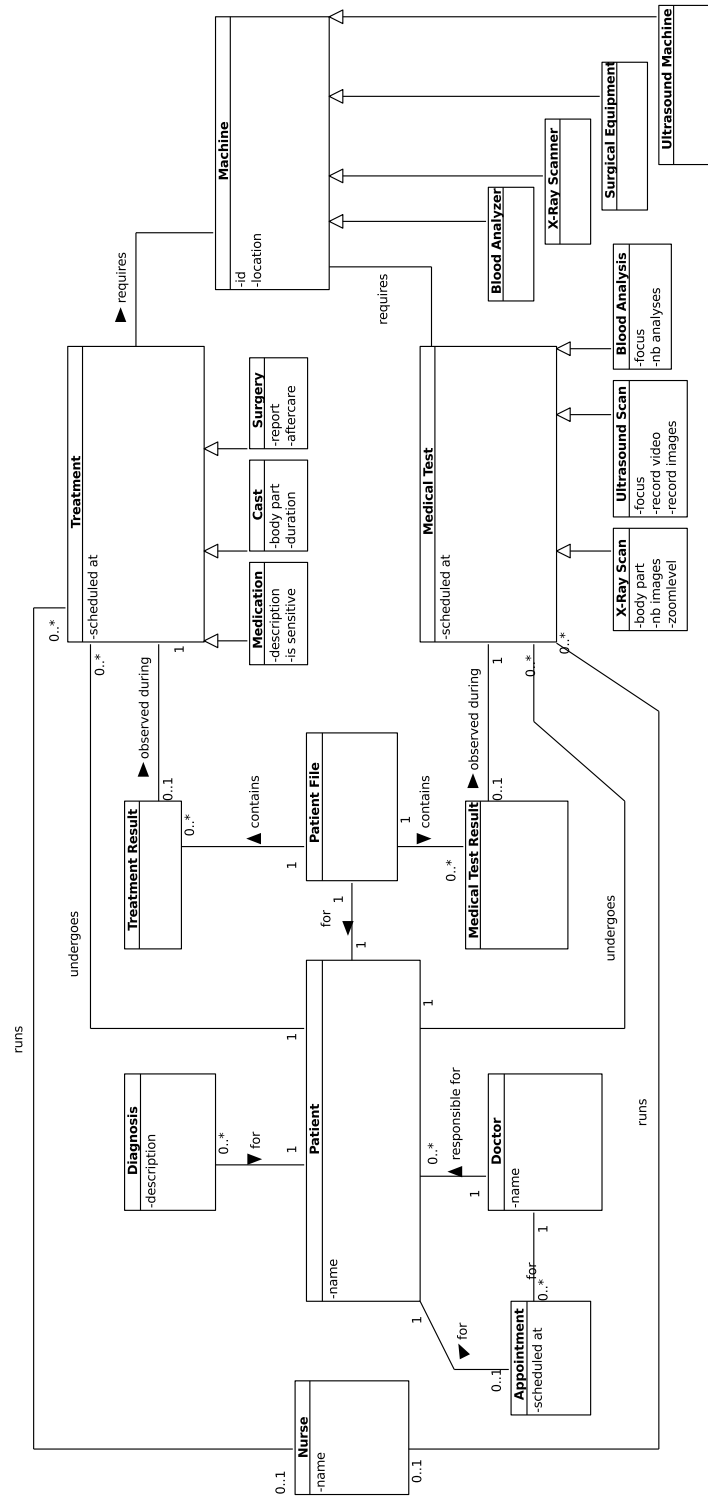 runs
Nurse
-name
0..1
0..1
undergoes
Diagnosis
-description
0..*
for
1
1
Patient
-name
1
1
for
1
1
0..*
responsible for
1
Doctor
-name
1
for
0..*
Appointment
-scheduled at
0..1
for
runs
undergoes
Treatment Result
0..*
contains
1
Patient File
1
contains
0..*
Medical Test Result
0..1
observed during
1
0..1
observed during
1
0..*
0..*
0..*
0..*
Treatment
-scheduled at
Medication
-description
-is sensitive
Cast
-body part
-duration
Surgery
-report
-aftercare
requires
Machine
-id
-location
requires
Medical Test
-scheduled at
X-Ray Scan
-body part
-nb images
-zoomlevel
Ultrasound Scan
-focus
-record video
-record images
Blood Analysis
-focus
-nb analyses
Blood Analyzer
X-Ray Scanner
Surgical Equipment
Ultrasound Machine